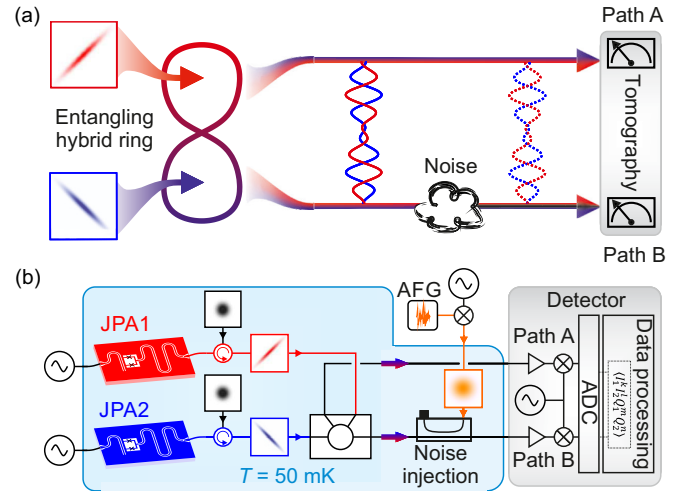 (a)
Path A
Entangling
hybrid ring
Noise
Tomography
Path B
(b)
AFG
Detector
JPA1
Path A
JPA2
ADC
Data processing
⟨I₁ᵏI₂ˡQ₁ᵐQ₂ⁿ⟩
Path B
Noise
injection
T = 50 mK